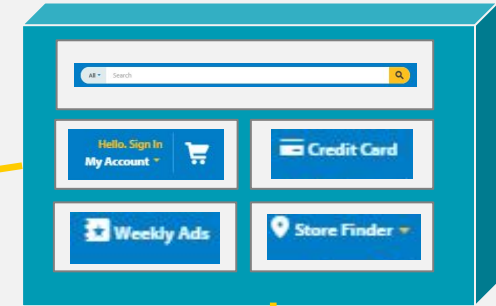 All Search
Hello. Sign In
My Account
Credit Card
Weekly Ads
Store Finder